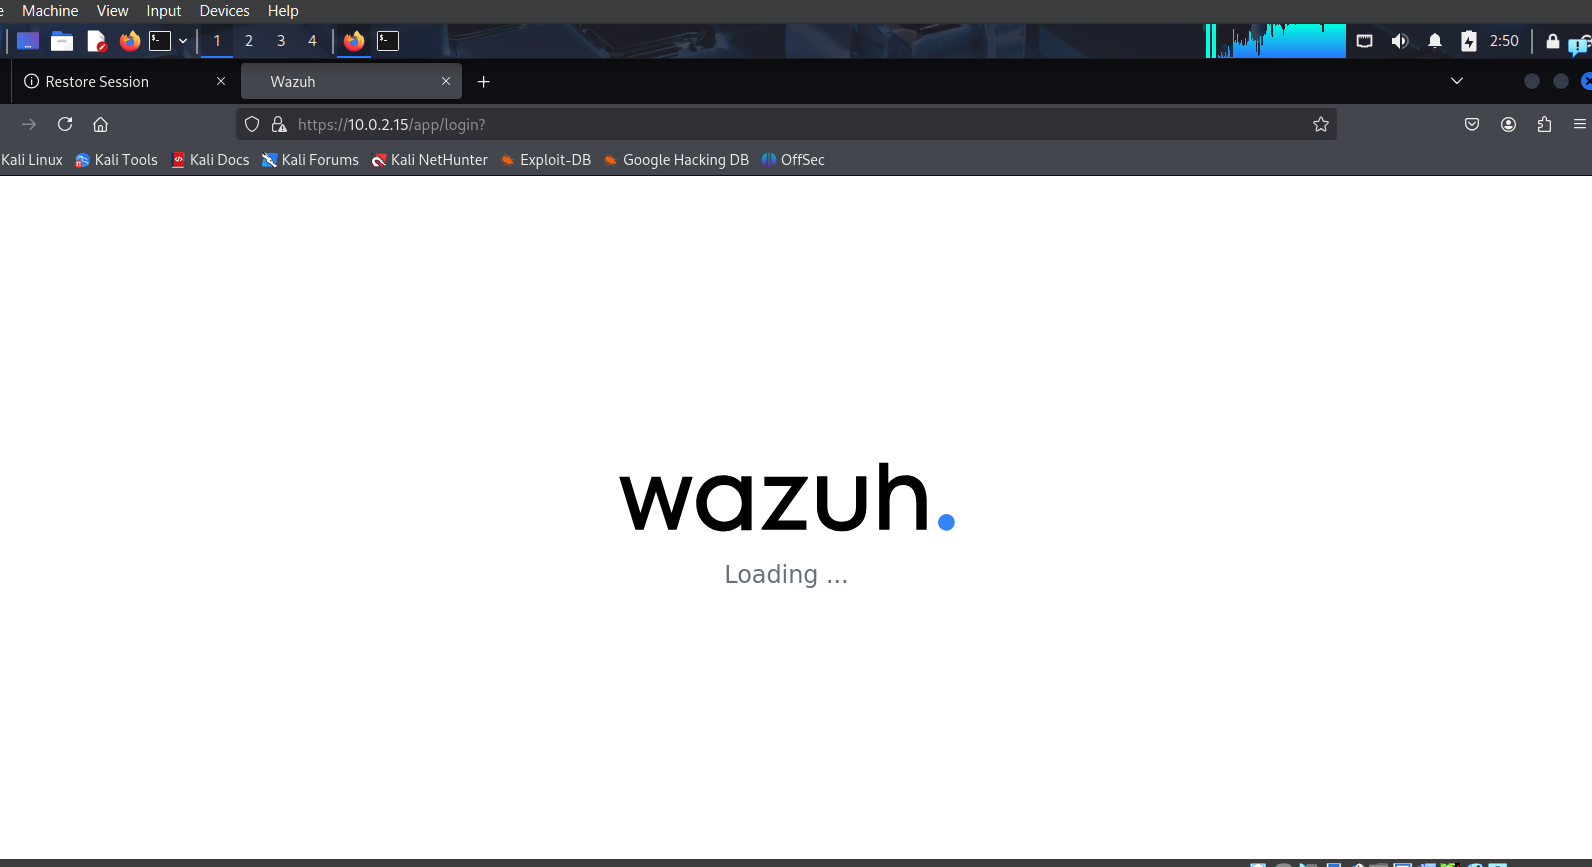 e Machine View Input Devices Help
1 2 3 4 2:50
Restore Session Wazuh
https://10.0.2.15/app/login?
Kali Linux Kali Tools Kali Docs Kali Forums Kali NetHunter Exploit-DB Google Hacking DB OffSec
wazuh.
Loading ...